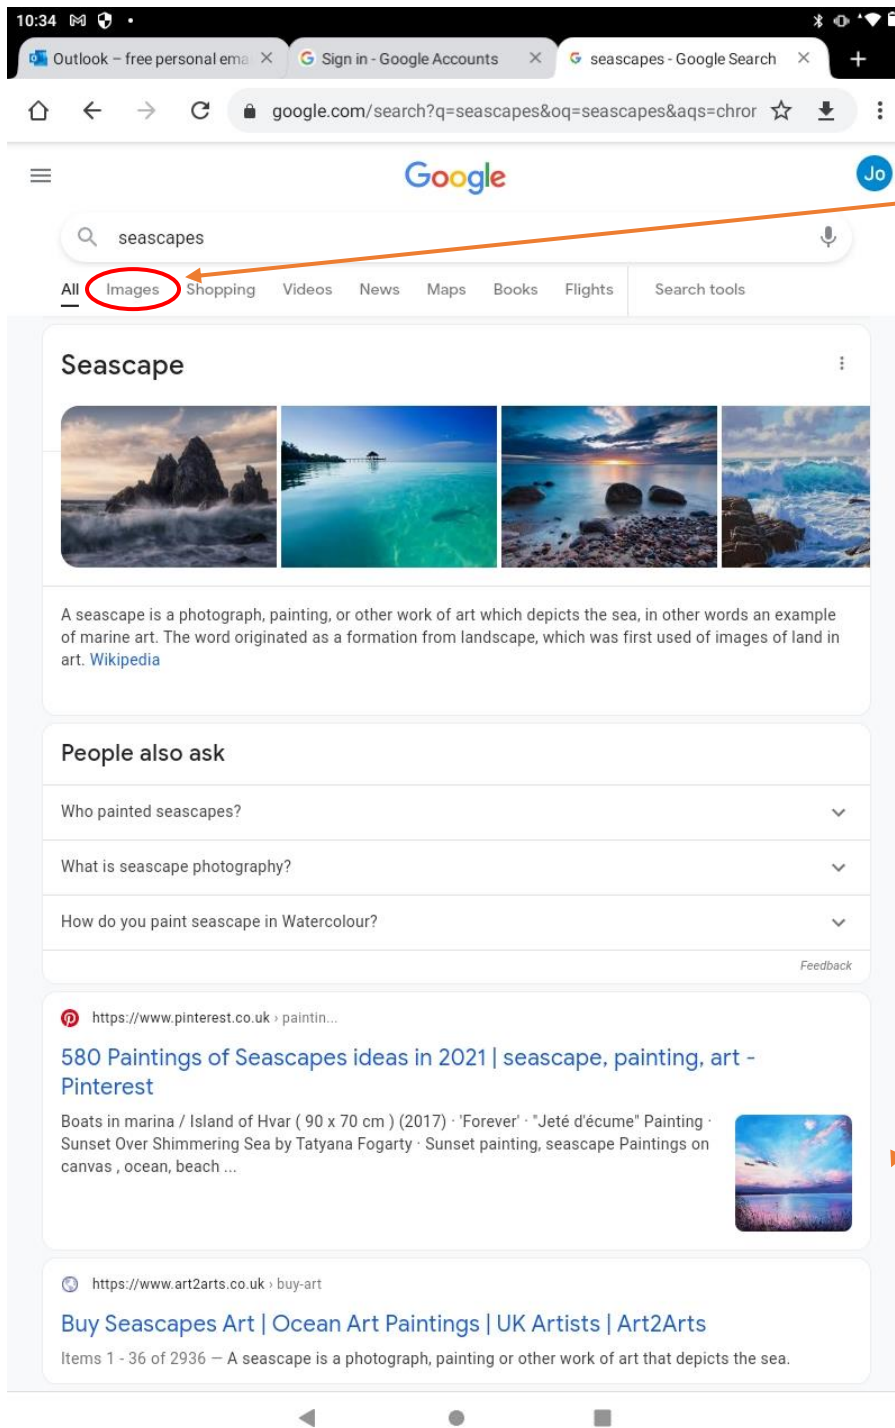 10:34
Outlook – free personal ema
Sign in - Google Accounts
seascapes - Google Search
google.com/search?q=seascapes&oq=seascapes&aqs=chror
Google
Jo
seascapes
All Images Shopping Videos News Maps Books Flights Search tools
Seascape
A seascape is a photograph, painting, or other work of art which depicts the sea, in other words an example
of marine art. The word originated as a formation from landscape, which was first used of images of land in
art. Wikipedia
People also ask
Who painted seascapes?
What is seascape photography?
How do you paint seascape in Watercolour?
Feedback
https://www.pinterest.co.uk › paintin...
580 Paintings of Seascapes ideas in 2021 | seascape, painting, art -
Pinterest
Boats in marina / Island of Hvar ( 90 x 70 cm ) (2017) · 'Forever' · "Jeté d'écume" Painting ·
Sunset Over Shimmering Sea by Tatyana Fogarty · Sunset painting, seascape Paintings on
canvas , ocean, beach ...
https://www.art2arts.co.uk › buy-art
Buy Seascapes Art | Ocean Art Paintings | UK Artists | Art2Arts
Items 1 - 36 of 2936 — A seascape is a photograph, painting or other work of art that depicts the sea.